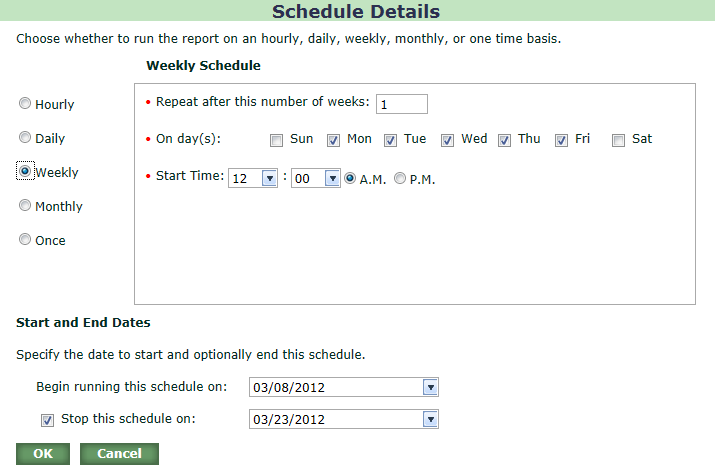 Schedule Details
Choose whether to run the report on an hourly, daily, weekly, monthly, or one time basis.
Weekly Schedule
Hourly
Daily
Weekly
Monthly
Once
• Repeat after this number of weeks: 1
• On day(s): Sun Mon Tue Wed Thu Fri Sat
• Start Time: 12 : 00 A.M. P.M.
Start and End Dates
Specify the date to start and optionally end this schedule.
Begin running this schedule on: 03/08/2012
Stop this schedule on: 03/23/2012
OK Cancel